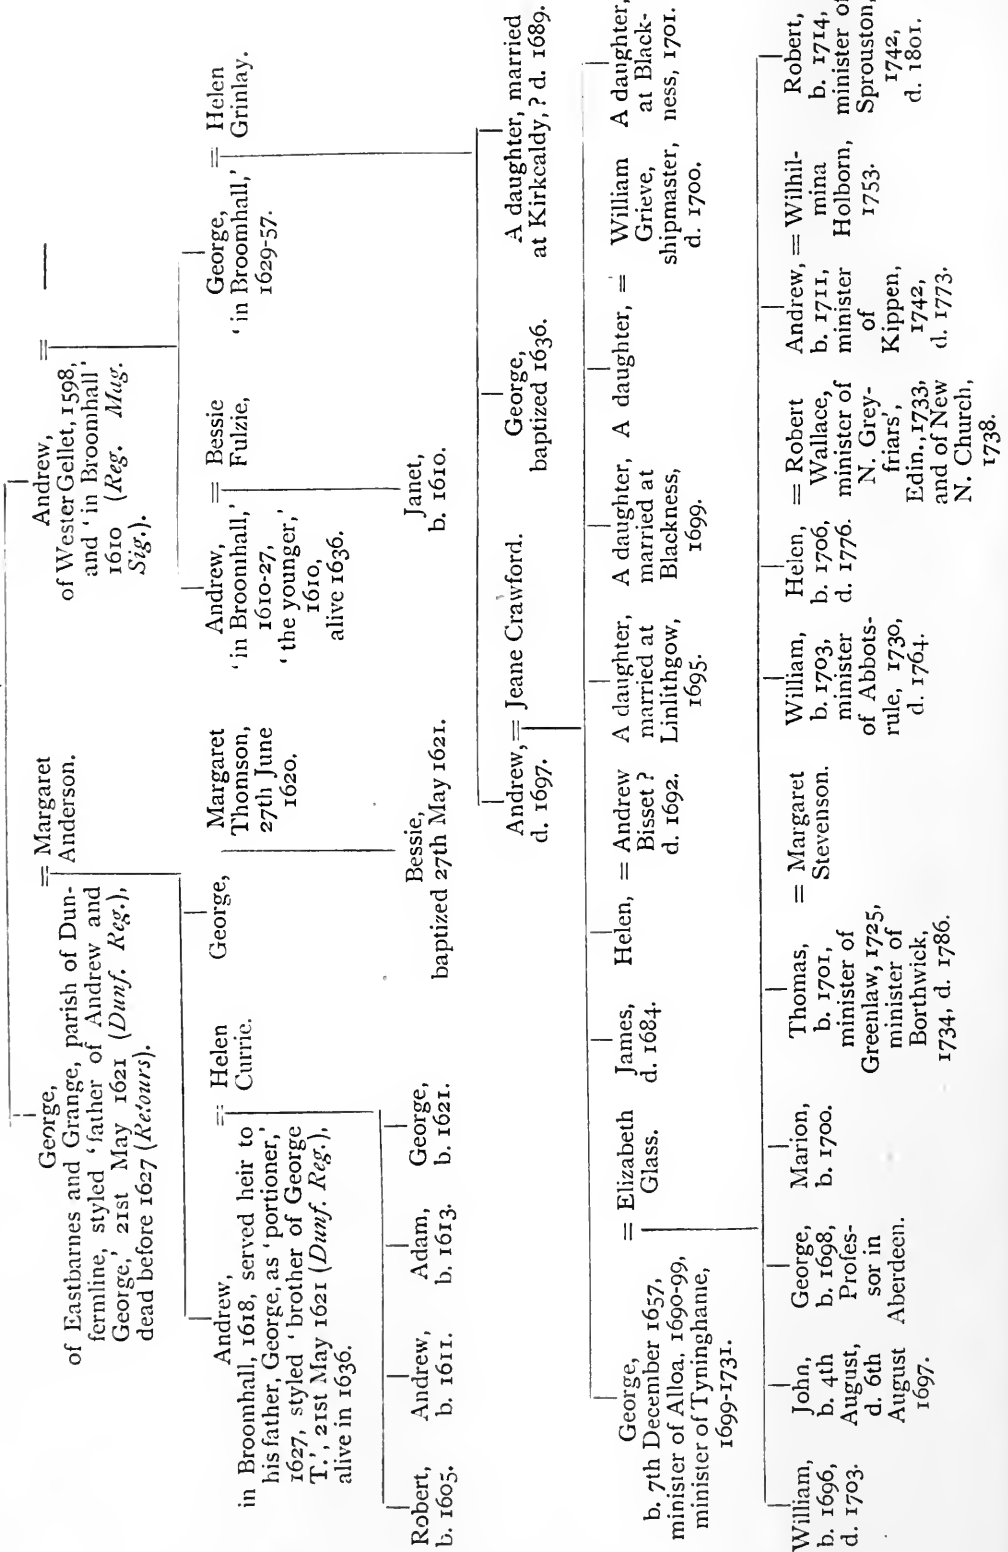 George,
of Eastbarnes and Grange, parish of Dun-
fermline, styled ‘father of Andrew and
George,’ 21st May 1621 (Dunf. Reg.),
dead before 1627 (Retours).
= Margaret
Anderson.
Andrew,
of Wester Gellet, 1598,
and ‘in Broomhall’
1610 (Reg. Mag.
Sig.).
= —
Andrew,
in Broomhall, 1618, served heir to
his father, George, as ‘portioner,’
1627, styled ‘brother of George
T.’, 21st May 1621 (Dunf. Reg.),
alive in 1636.
= Helen
Currie.
George,
Margaret
Thomson,
27th June
1620.
Andrew,
‘in Broomhall,’
1610-27,
‘the younger,’
1610,
alive 1636.
= Bessie
Fulzie,
George,
‘in Broomhall,’
1629-57.
= Helen
Grinlay.
Robert,
b. 1605.
Andrew,
b. 1611.
Adam,
b. 1613.
George,
b. 1621.
Bessie,
baptized 27th May 1621.
Janet,
b. 1610.
Andrew,
d. 1697.
= Jeane Crawford.
George,
baptized 1636.
A daughter, married
at Kirkcaldy, ? d. 1689.
George,
b. 7th December 1657,
minister of Alloa, 1690-99,
minister of Tyninghame,
1699-1731.
= Elizabeth
Glass.
James,
d. 1684.
Helen,
= Andrew
Bisset ?
d. 1692.
A daughter,
married at
Linlithgow,
1695.
A daughter,
married at
Blackness,
1699.
A daughter,
= William
Grieve,
shipmaster,
d. 1700.
A daughter,
at Black-
ness, 1701.
William,
b. 1696,
d. 1703.
John,
b. 4th
August,
d. 6th
August
1697.
George,
b. 1698,
Profes-
sor in
Aberdeen.
Marion,
b. 1700.
Thomas,
b. 1701,
minister of
Greenlaw, 1725,
minister of
Borthwick,
1734, d. 1786.
= Margaret
Stevenson.
William,
b. 1703,
minister
of Abbots-
rule, 1730,
d. 1764.
Helen,
b. 1706,
d. 1776.
= Robert
Wallace,
minister of
N. Grey-
friars’,
Edin., 1733,
and of New
N. Church,
1738.
Andrew,
b. 1711,
minister
of
Kippen,
1742,
d. 1773.
= Wilhil-
mina
Holborn,
1753.
Robert,
b. 1714,
minister of
Sprouston,
1742,
d. 1801.